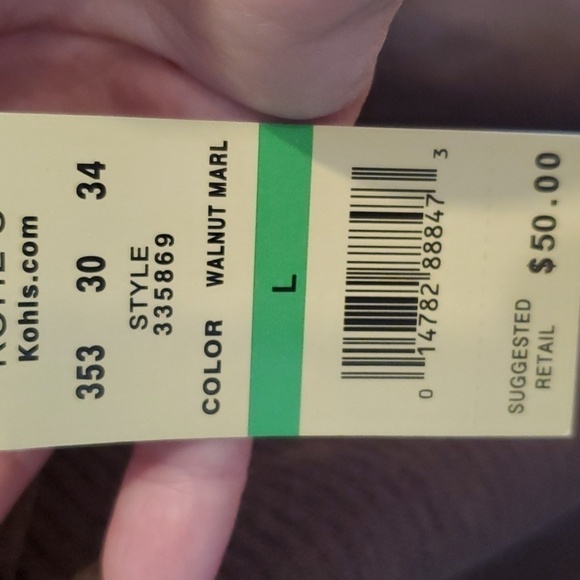 Kohls.com
353 30 34
STYLE
335869
COLOR WALNUT MARL
L
0 14782 88847 3
SUGGESTED
RETAIL $50.00